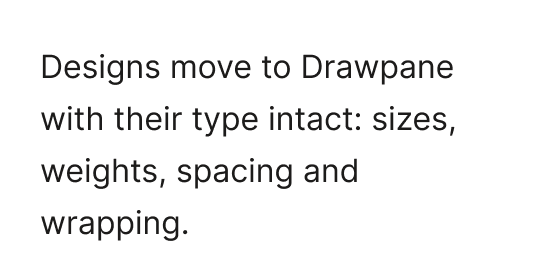 Designs move to Drawpane
with their type intact: sizes,
weights, spacing and
wrapping.